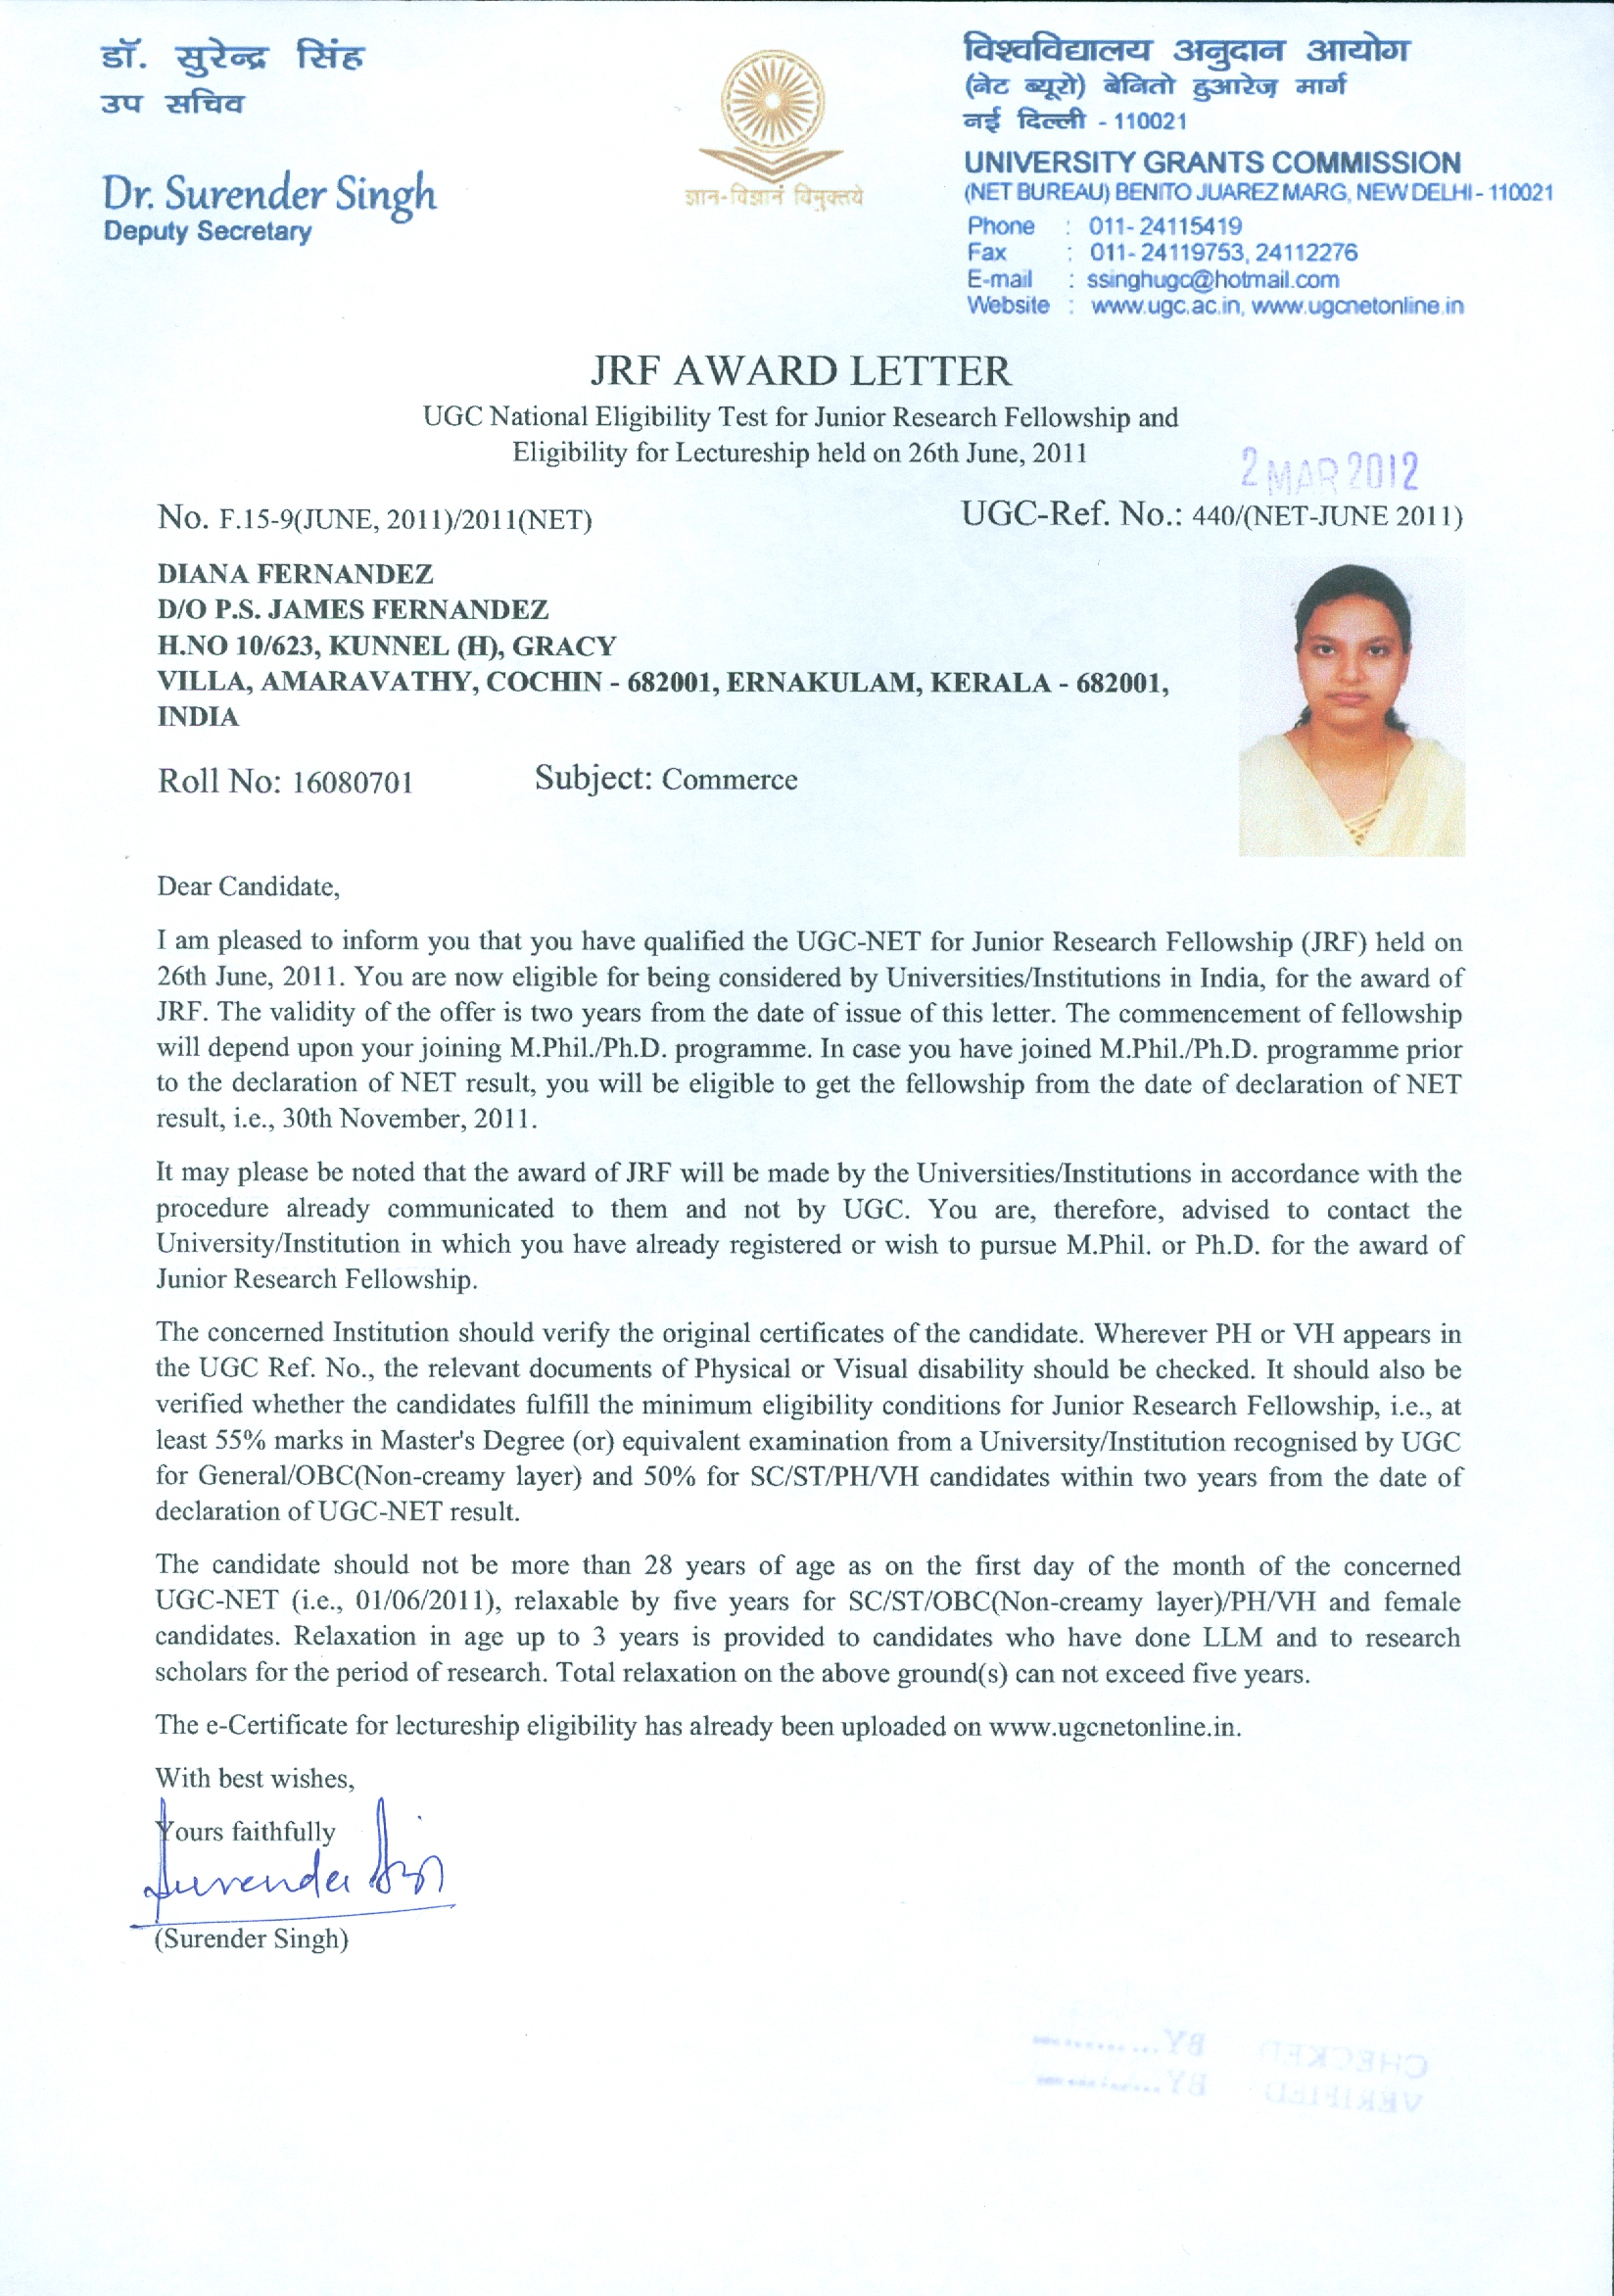 डॉ. सुरेन्द्र सिंह
उप सचिव
Dr. Surender Singh
Deputy Secretary
ज्ञान-विज्ञानं विमुक्तये
विश्वविद्यालय अनुदान आयोग
(नेट ब्यूरो) बेनितो हुआरेज़ मार्ग
नई दिल्ली - 110021
UNIVERSITY GRANTS COMMISSION
(NET BUREAU) BENITO JUAREZ MARG, NEW DELHI - 110021
Phone : 011- 24115419
Fax : 011- 24119753, 24112276
E-mail : ssinghugc@hotmail.com
Website : www.ugc.ac.in, www.ugcnetonline.in
JRF AWARD LETTER
UGC National Eligibility Test for Junior Research Fellowship and
Eligibility for Lectureship held on 26th June, 2011
2 MAR 2012
No. F.15-9(JUNE, 2011)/2011(NET)
UGC-Ref. No.: 440/(NET-JUNE 2011)
DIANA FERNANDEZ
D/O P.S. JAMES FERNANDEZ
H.NO 10/623, KUNNEL (H), GRACY
VILLA, AMARAVATHY, COCHIN - 682001, ERNAKULAM, KERALA - 682001,
INDIA
Roll No: 16080701 Subject: Commerce
Dear Candidate,
I am pleased to inform you that you have qualified the UGC-NET for Junior Research Fellowship (JRF) held on
26th June, 2011. You are now eligible for being considered by Universities/Institutions in India, for the award of
JRF. The validity of the offer is two years from the date of issue of this letter. The commencement of fellowship
will depend upon your joining M.Phil./Ph.D. programme. In case you have joined M.Phil./Ph.D. programme prior
to the declaration of NET result, you will be eligible to get the fellowship from the date of declaration of NET
result, i.e., 30th November, 2011.
It may please be noted that the award of JRF will be made by the Universities/Institutions in accordance with the
procedure already communicated to them and not by UGC. You are, therefore, advised to contact the
University/Institution in which you have already registered or wish to pursue M.Phil. or Ph.D. for the award of
Junior Research Fellowship.
The concerned Institution should verify the original certificates of the candidate. Wherever PH or VH appears in
the UGC Ref. No., the relevant documents of Physical or Visual disability should be checked. It should also be
verified whether the candidates fulfill the minimum eligibility conditions for Junior Research Fellowship, i.e., at
least 55% marks in Master's Degree (or) equivalent examination from a University/Institution recognised by UGC
for General/OBC(Non-creamy layer) and 50% for SC/ST/PH/VH candidates within two years from the date of
declaration of UGC-NET result.
The candidate should not be more than 28 years of age as on the first day of the month of the concerned
UGC-NET (i.e., 01/06/2011), relaxable by five years for SC/ST/OBC(Non-creamy layer)/PH/VH and female
candidates. Relaxation in age up to 3 years is provided to candidates who have done LLM and to research
scholars for the period of research. Total relaxation on the above ground(s) can not exceed five years.
The e-Certificate for lectureship eligibility has already been uploaded on www.ugcnetonline.in.
With best wishes,
Yours faithfully
Surender Singh
(Surender Singh)
CHECKED BY..........
VERIFIED BY..........